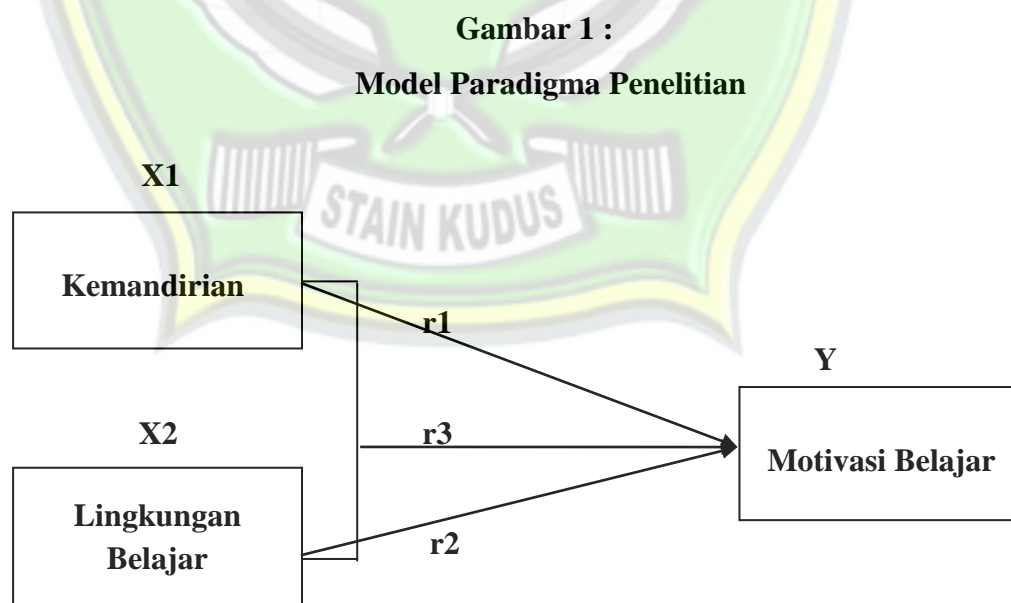 Gambar 1 :
Model Paradigma Penelitian
X1
STAIN KUDUS
Kemandirian
r1
Y
X2
r3
Motivasi Belajar
Lingkungan
Belajar
r2